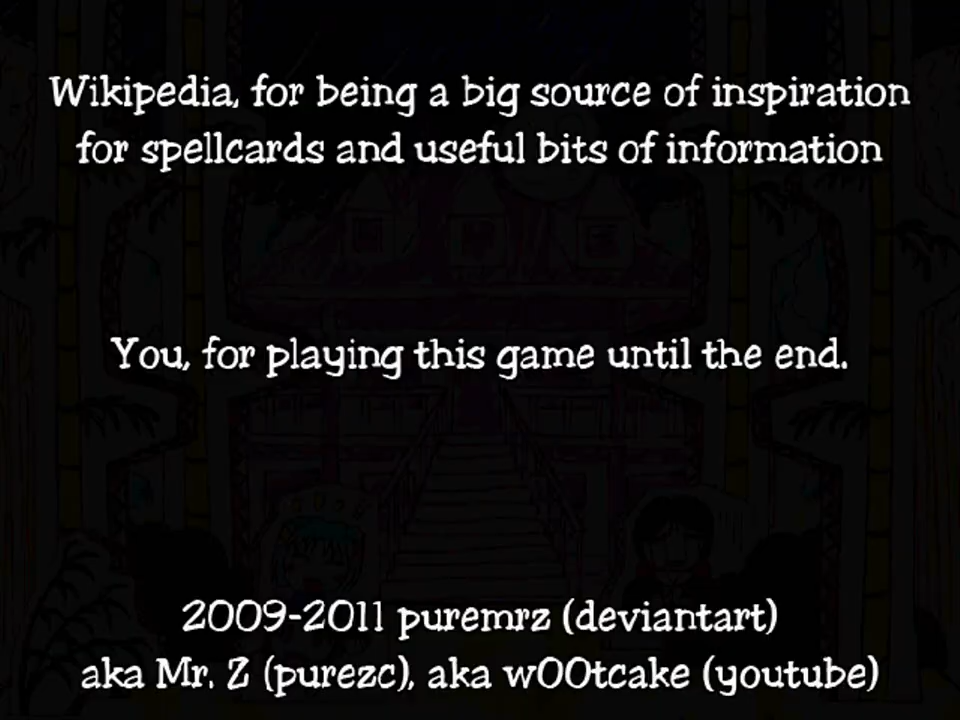 Wikipedia, for being a big source of inspiration
for spellcards and useful bits of information
You, for playing this game until the end.
2009-2011 puremrz (deviantart)
aka Mr. Z (purezc), aka w00tcake (youtube)